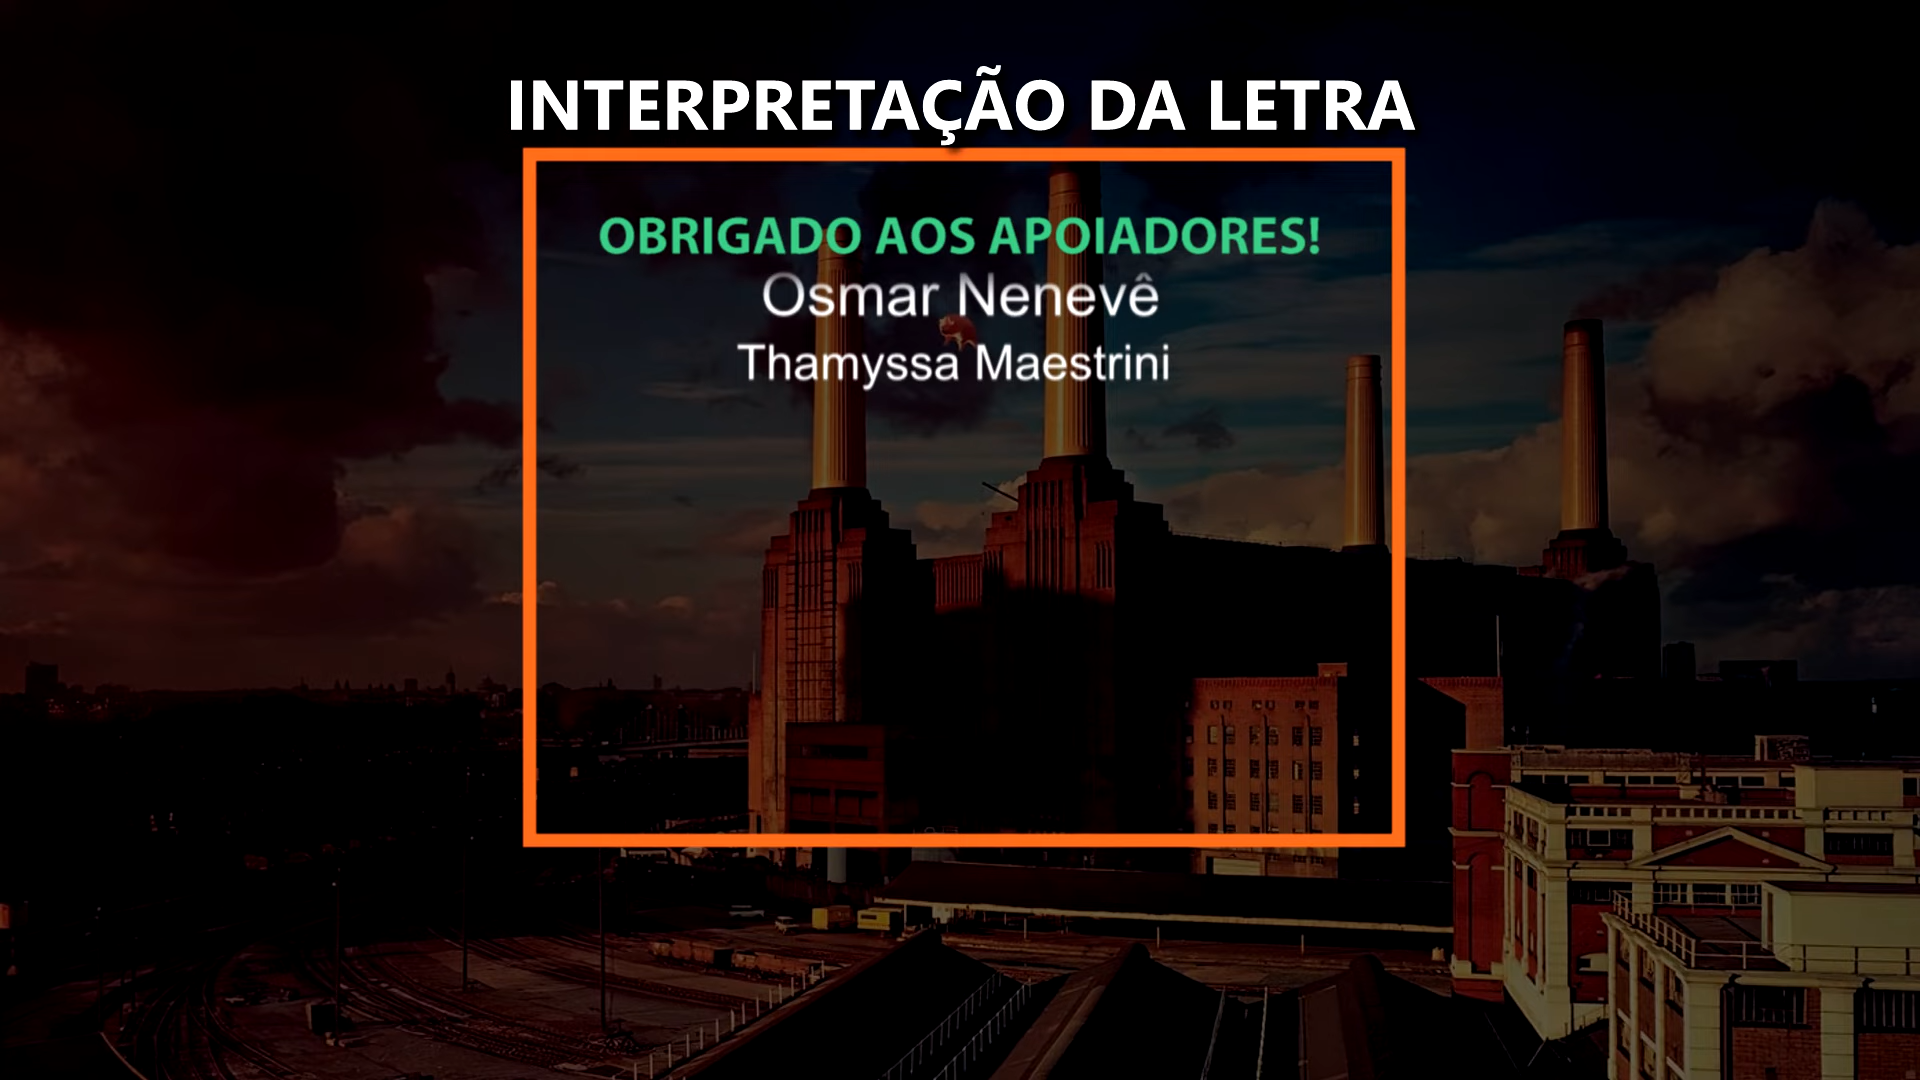 INTERPRETAÇÃO DA LETRA
OBRIGADO AOS APOIADORES!
Osmar Nenevê
Thamyssa Maestrini